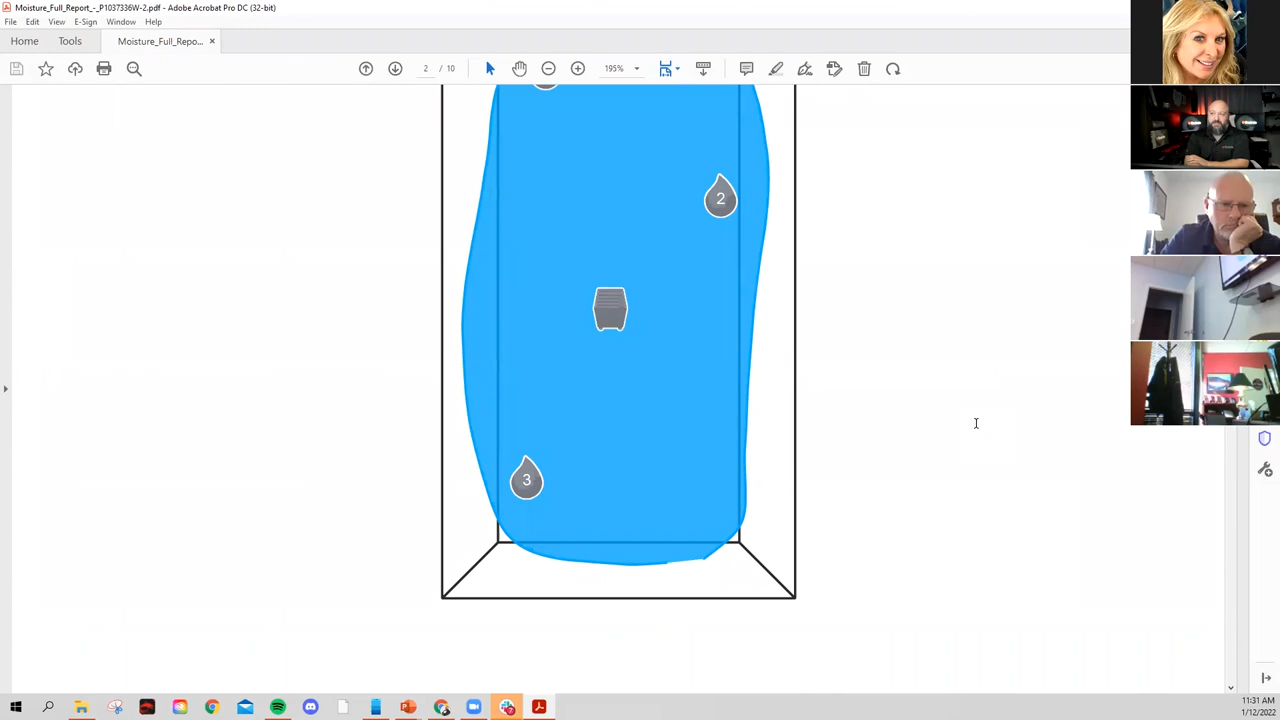 Moisture_Full_Report_-_P1037336W-2.pdf - Adobe Acrobat Pro DC (32-bit)
File Edit View E-Sign Window Help
Home Tools Moisture_Full_Repo... ×
2 / 10 195%
2
3
11:31 AM
1/12/2022